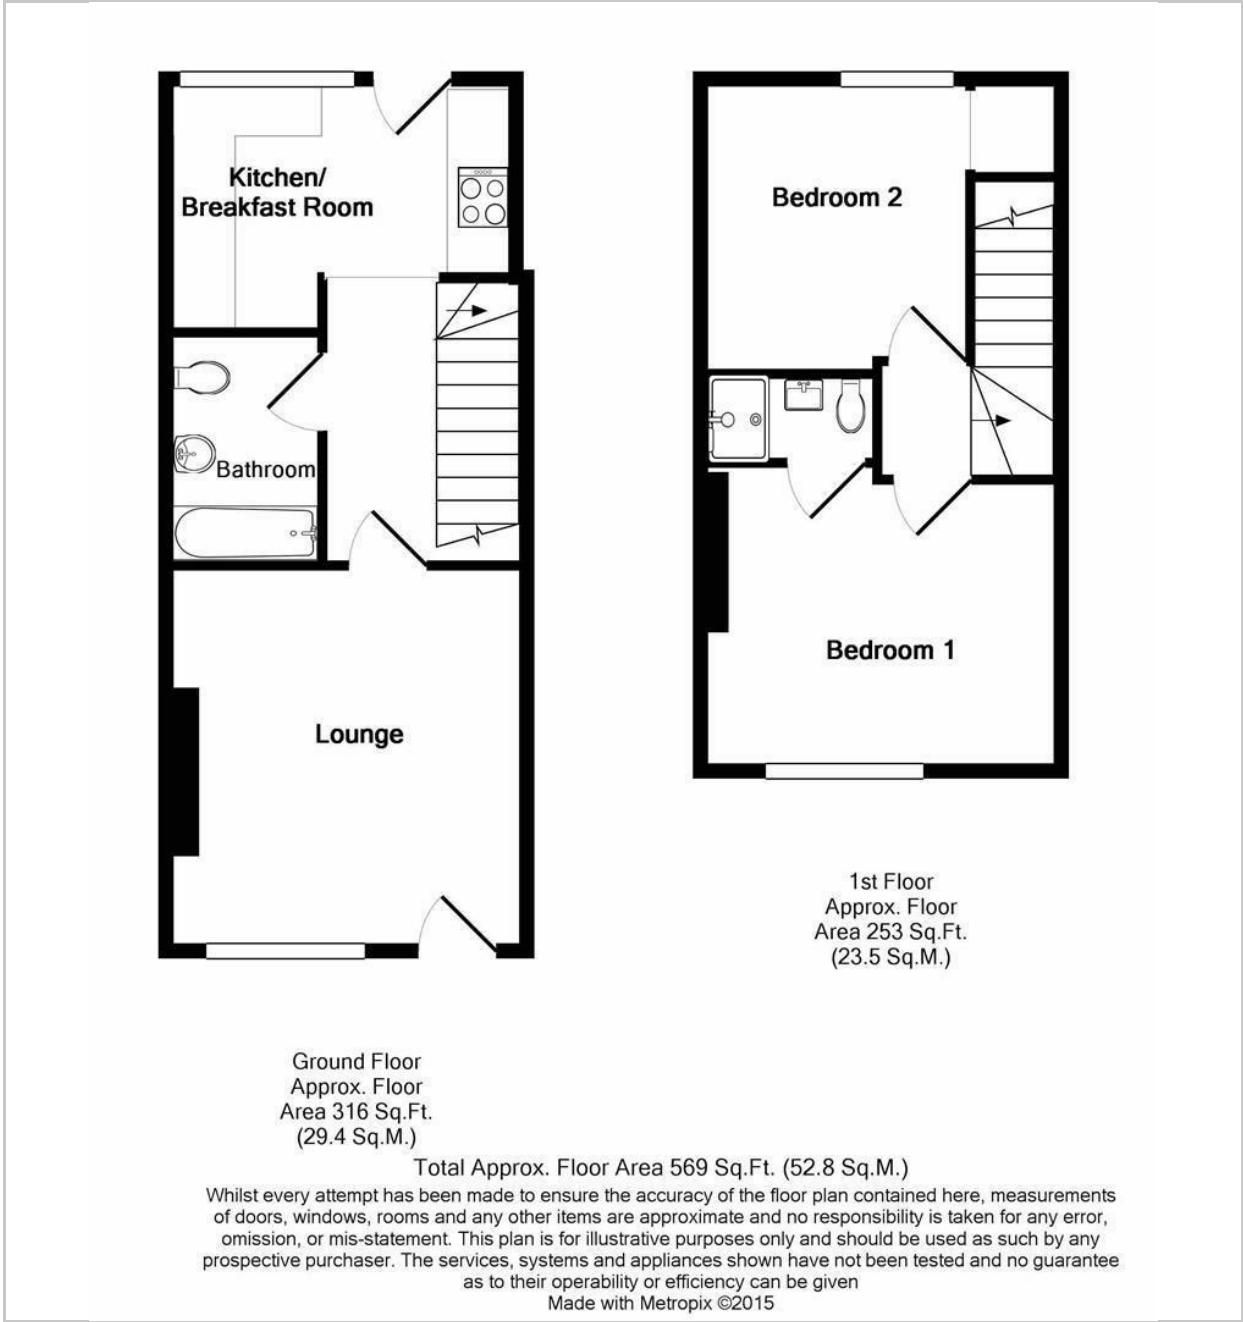 Kitchen/
Breakfast Room
Bathroom
Lounge
Bedroom 2
Bedroom 1
1st Floor
Approx. Floor
Area 253 Sq.Ft.
(23.5 Sq.M.)
Ground Floor
Approx. Floor
Area 316 Sq.Ft.
(29.4 Sq.M.)
Total Approx. Floor Area 569 Sq.Ft. (52.8 Sq.M.)
Whilst every attempt has been made to ensure the accuracy of the floor plan contained here, measurements
of doors, windows, rooms and any other items are approximate and no responsibility is taken for any error,
omission, or mis-statement. This plan is for illustrative purposes only and should be used as such by any
prospective purchaser. The services, systems and appliances shown have not been tested and no guarantee
as to their operability or efficiency can be given
Made with Metropix ©2015